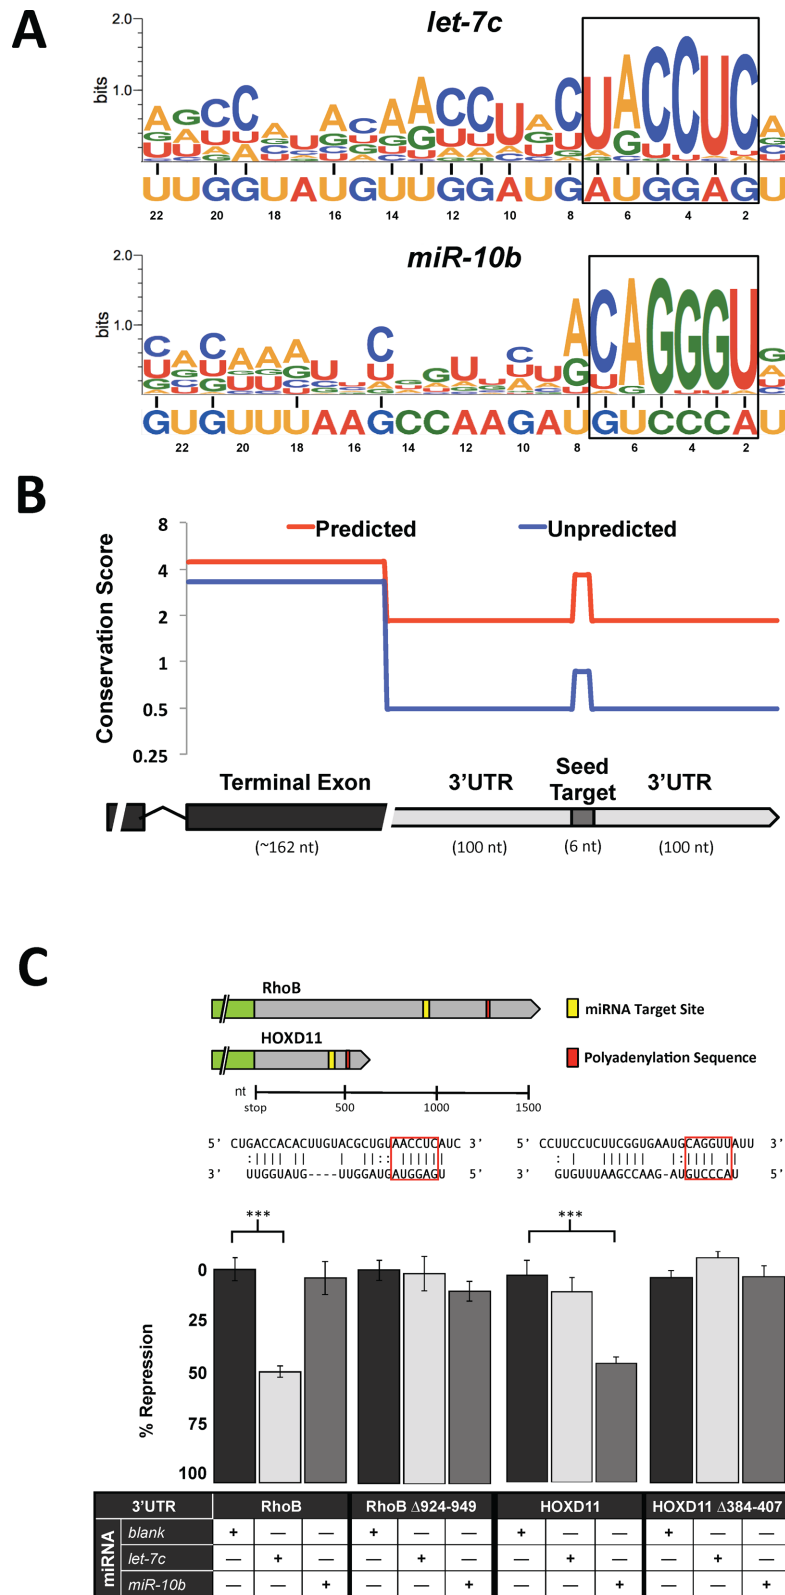 A
let-7c
2.0
bits
1.0
UACCUC
UUGGUAUGUUGGAUGAUGGAGU
22 20 18 16 14 12 10 8 6 4 2
miR-10b
2.0
bits
1.0
CAGGGU
GUGUUUAAGCCAAGAUGUCCCAU
22 20 18 16 14 12 10 8 6 4 2
B
Predicted
Unpredicted
Conservation Score
8
4
2
1
0.5
0.25
Terminal Exon
3'UTR
Seed
Target
3'UTR
(~162 nt)
(100 nt)
(6 nt)
(100 nt)
C
RhoB
miRNA Target Site
HOXD11
Polyadenylation Sequence
nt
stop 500 1000 1500
5' CUGACCACACUUGUACGCUGUAACCUCAUC 3'
3' UUGGUAUG----UUGGAUGAUGGAGU 5'
5' CCUUCCUCUUCGGUGAAUGCAGGUUAUU 3'
3' GUGUUUAAGCCAAG-AUGUCCCAU 5'
***
***
% Repression
0
25
50
75
100
3'UTR RhoB RhoB Δ924-949 HOXD11 HOXD11 Δ384-407
miRNA
blank + — — + — — + — — + — —
let-7c — + — — + — — + — — + —
miR-10b — — + — — + — — + — — +